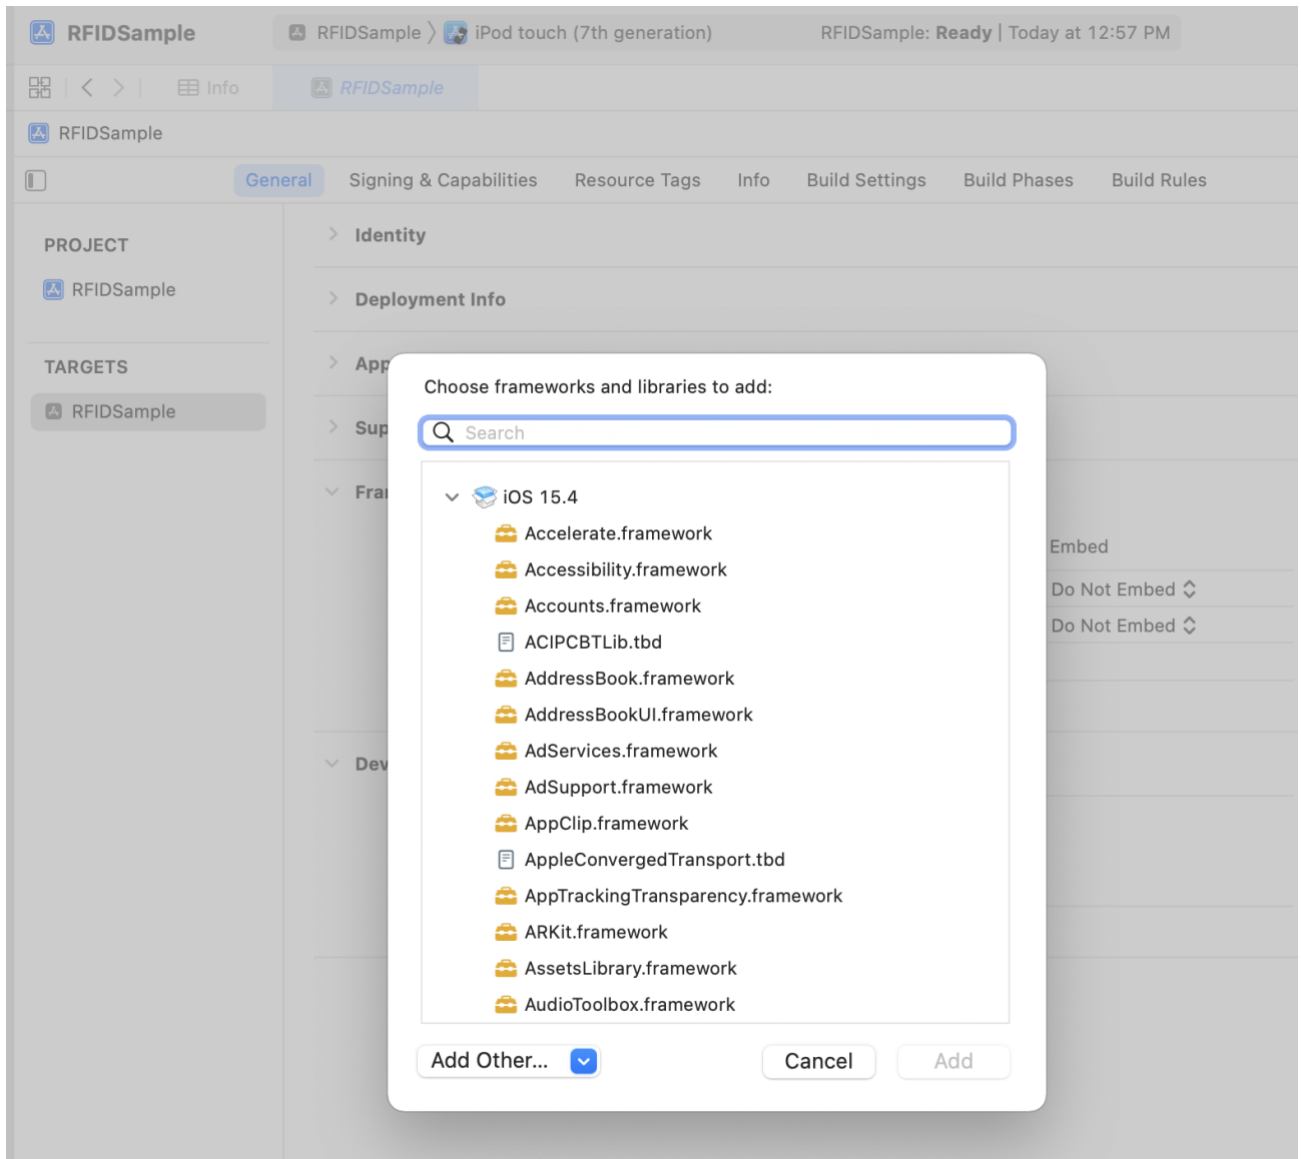 RFIDSample
RFIDSample 〉 iPod touch (7th generation)
RFIDSample: Ready | Today at 12:57 PM
Info
RFIDSample
RFIDSample
General Signing & Capabilities Resource Tags Info Build Settings Build Phases Build Rules
PROJECT
RFIDSample
TARGETS
RFIDSample
Identity
Deployment Info
App
Sup
Fra
Embed
Do Not Embed
Do Not Embed
Dev
Choose frameworks and libraries to add:
Search
iOS 15.4
Accelerate.framework
Accessibility.framework
Accounts.framework
ACIPCBTLib.tbd
AddressBook.framework
AddressBookUI.framework
AdServices.framework
AdSupport.framework
AppClip.framework
AppleConvergedTransport.tbd
AppTrackingTransparency.framework
ARKit.framework
AssetsLibrary.framework
AudioToolbox.framework
Add Other...
Cancel
Add